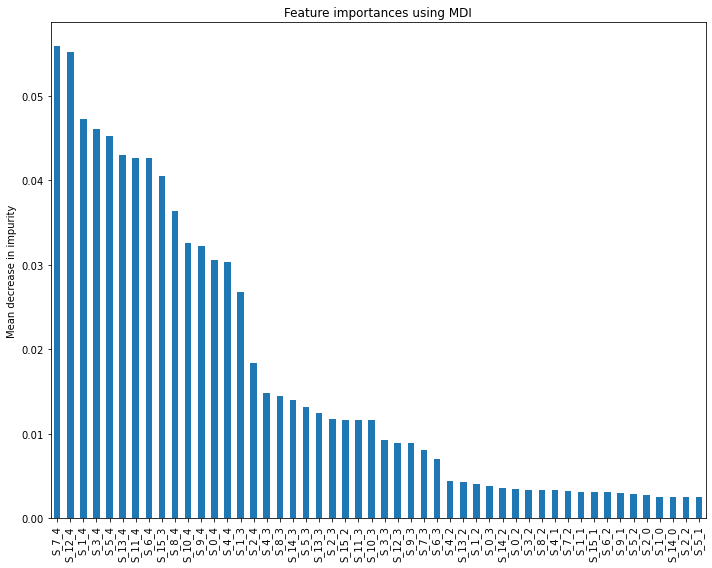 Feature importances using MDI
Mean decrease in impurity
0.05
0.04
0.03
0.02
0.01
0.00
S_7_4
S_12_4
S_1_4
S_3_4
S_5_4
S_13_4
S_11_4
S_6_4
S_15_3
S_8_4
S_10_4
S_9_4
S_0_4
S_4_4
S_1_3
S_2_4
S_4_3
S_8_3
S_14_3
S_5_3
S_13_3
S_2_3
S_15_2
S_11_3
S_10_3
S_3_3
S_12_3
S_9_3
S_7_3
S_6_3
S_4_2
S_13_2
S_1_2
S_0_3
S_14_2
S_0_2
S_3_2
S_8_2
S_4_1
S_7_2
S_1_1
S_15_1
S_6_2
S_9_1
S_5_2
S_2_0
S_1_0
S_14_0
S_2_2
S_5_1